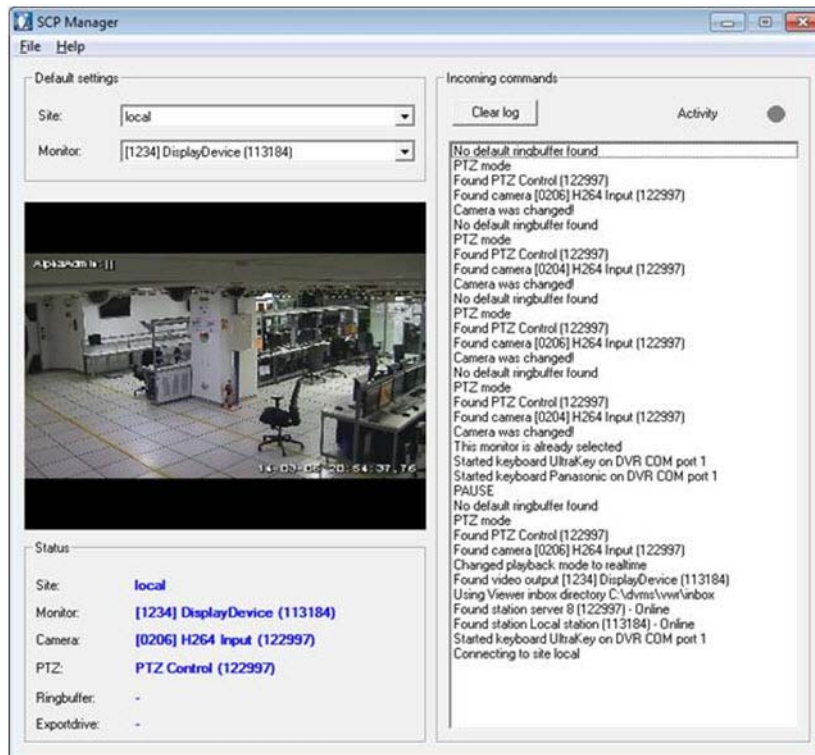 SCP Manager
File Help
Default settings
Site: local
Monitor: [1234] DisplayDevice (113184)
14-03-06 20:54:37.76
Status
Site: local
Monitor: [1234] DisplayDevice (113184)
Camera: [0206] H264 Input (122997)
PTZ: PTZ Control (122997)
Ringbuffer: -
Exportdrive: -
Incoming commands
Clear log Activity
No default ringbuffer found
PTZ mode
Found PTZ Control (122997)
Found camera [0206] H264 Input (122997)
Camera was changed!
No default ringbuffer found
PTZ mode
Found PTZ Control (122997)
Found camera [0204] H264 Input (122997)
Camera was changed!
No default ringbuffer found
PTZ mode
Found PTZ Control (122997)
Found camera [0206] H264 Input (122997)
Camera was changed!
No default ringbuffer found
PTZ mode
Found PTZ Control (122997)
Found camera [0204] H264 Input (122997)
Camera was changed!
This monitor is already selected
Started keyboard UltraKey on DVR COM port 1
Started keyboard Panasonic on DVR COM port 1
PAUSE
No default ringbuffer found
PTZ mode
Found PTZ Control (122997)
Found camera [0206] H264 Input (122997)
Changed playback mode to realtime
Found video output [1234] DisplayDevice (113184)
Using Viewer inbox directory C:\dvms\vwr\inbox
Found station server 8 (122997) - Online
Found station Local station (113184) - Online
Started keyboard UltraKey on DVR COM port 1
Connecting to site local